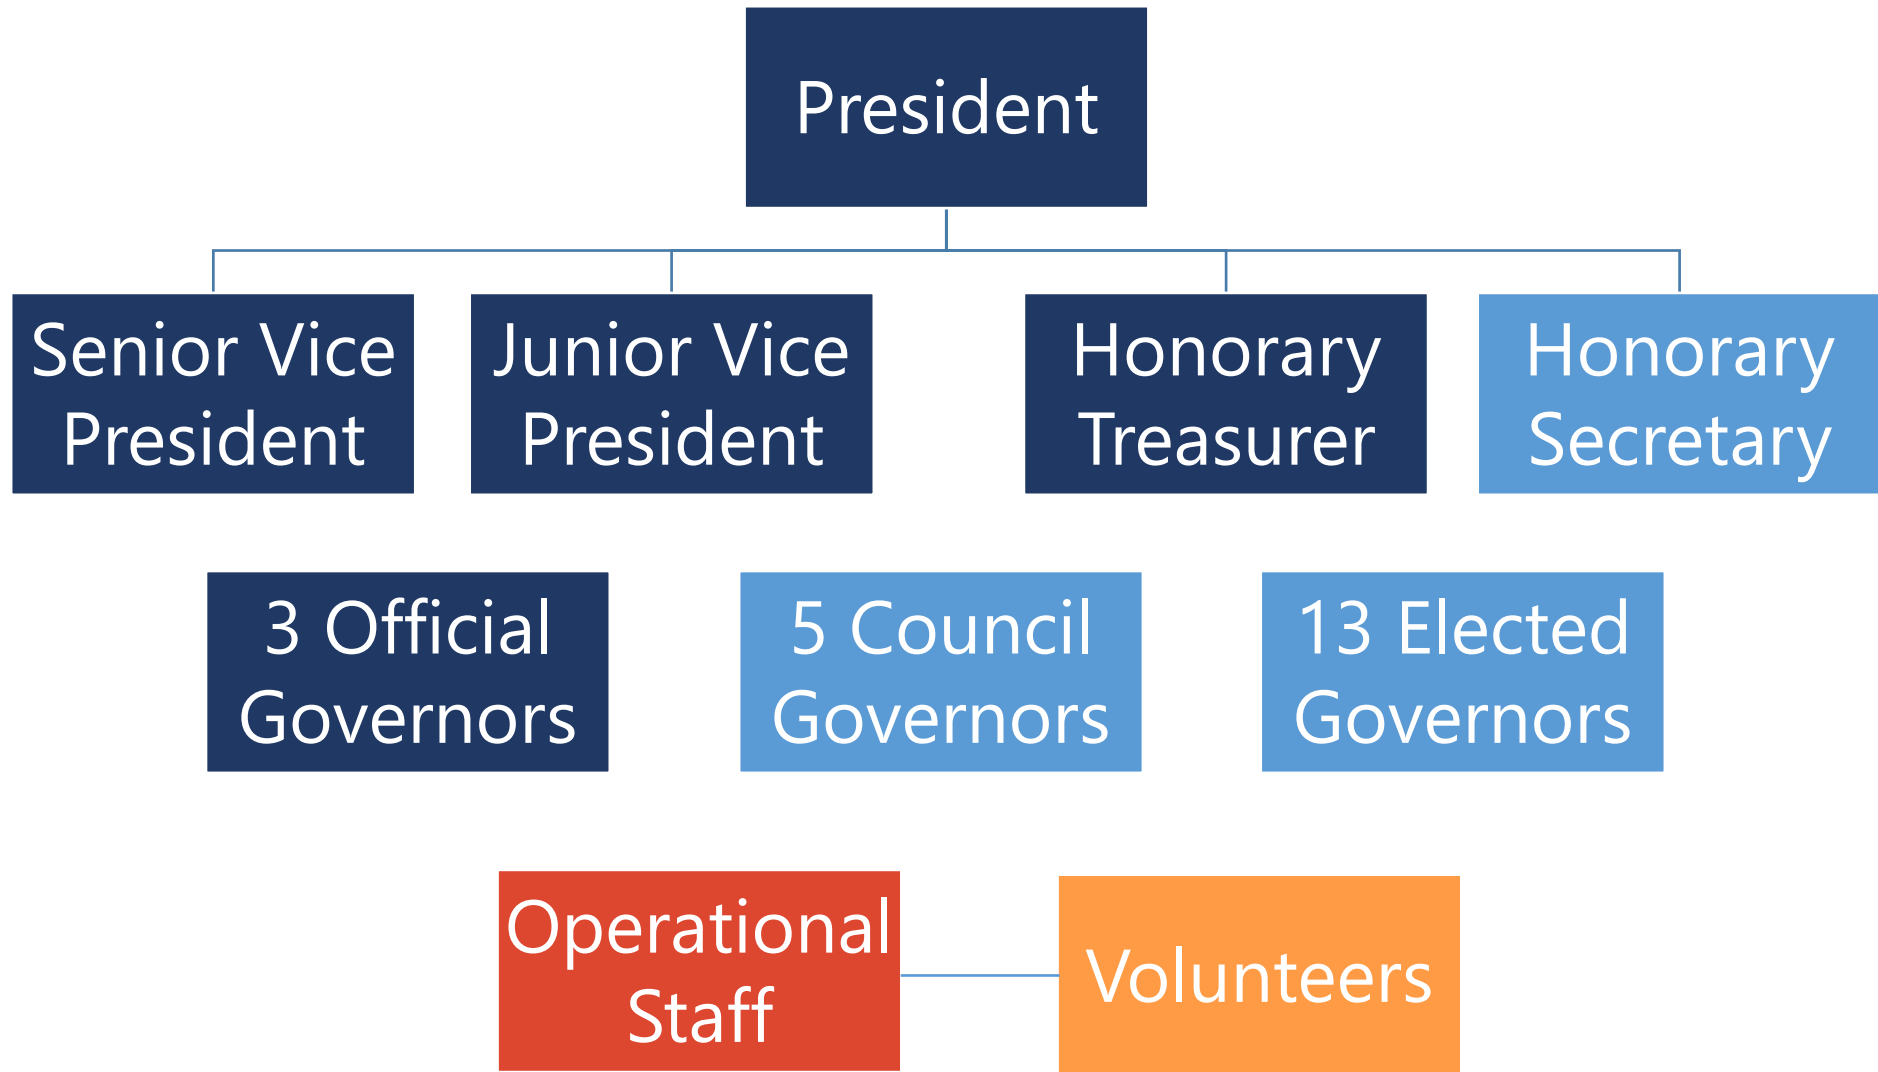 President
Senior Vice
President
Junior Vice
President
Honorary
Treasurer
Honorary
Secretary
3 Official
Governors
5 Council
Governors
13 Elected
Governors
Operational
Staff
Volunteers